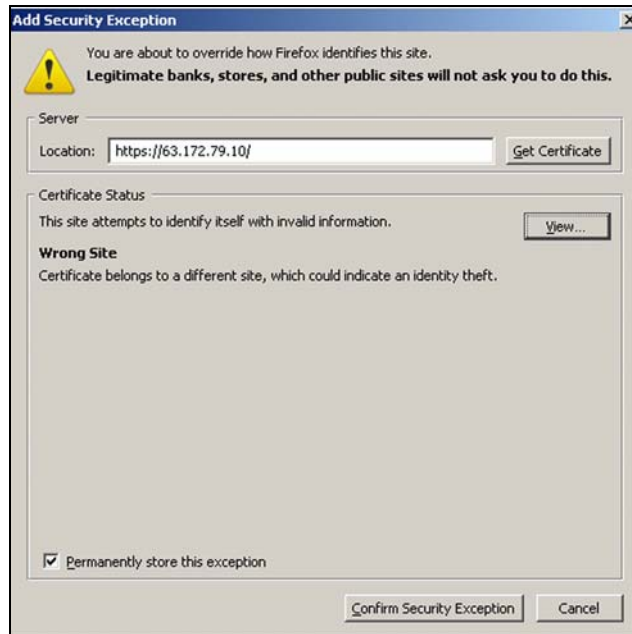 Add Security Exception
You are about to override how Firefox identifies this site.
Legitimate banks, stores, and other public sites will not ask you to do this.
Server
Location: https://63.172.79.10/ Get Certificate
Certificate Status
This site attempts to identify itself with invalid information. View...
Wrong Site
Certificate belongs to a different site, which could indicate an identity theft.
Permanently store this exception
Confirm Security Exception Cancel